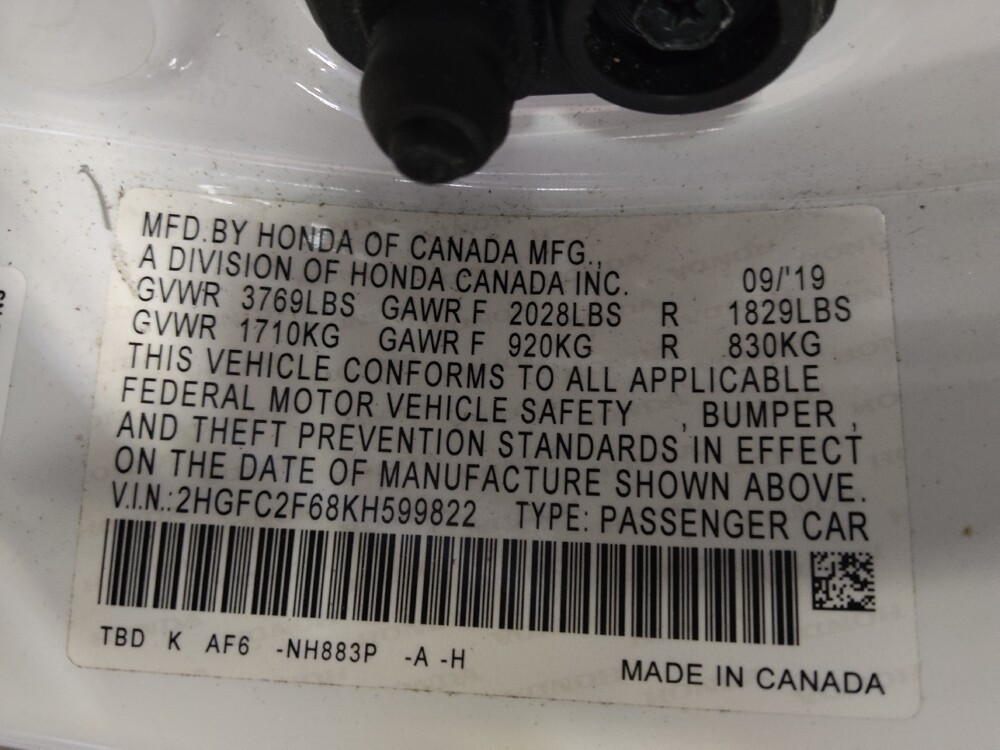 MFD.BY HONDA OF CANADA MFG.,
A DIVISION OF HONDA CANADA INC. 09/'19
GVWR 3769LBS GAWR F 2028LBS R 1829LBS
GVWR 1710KG GAWR F 920KG R 830KG
THIS VEHICLE CONFORMS TO ALL APPLICABLE
FEDERAL MOTOR VEHICLE SAFETY , BUMPER ,
AND THEFT PREVENTION STANDARDS IN EFFECT
ON THE DATE OF MANUFACTURE SHOWN ABOVE.
V.I.N.:2HGFC2F68KH599822 TYPE: PASSENGER CAR
TBD K AF6 -NH883P -A -H
MADE IN CANADA